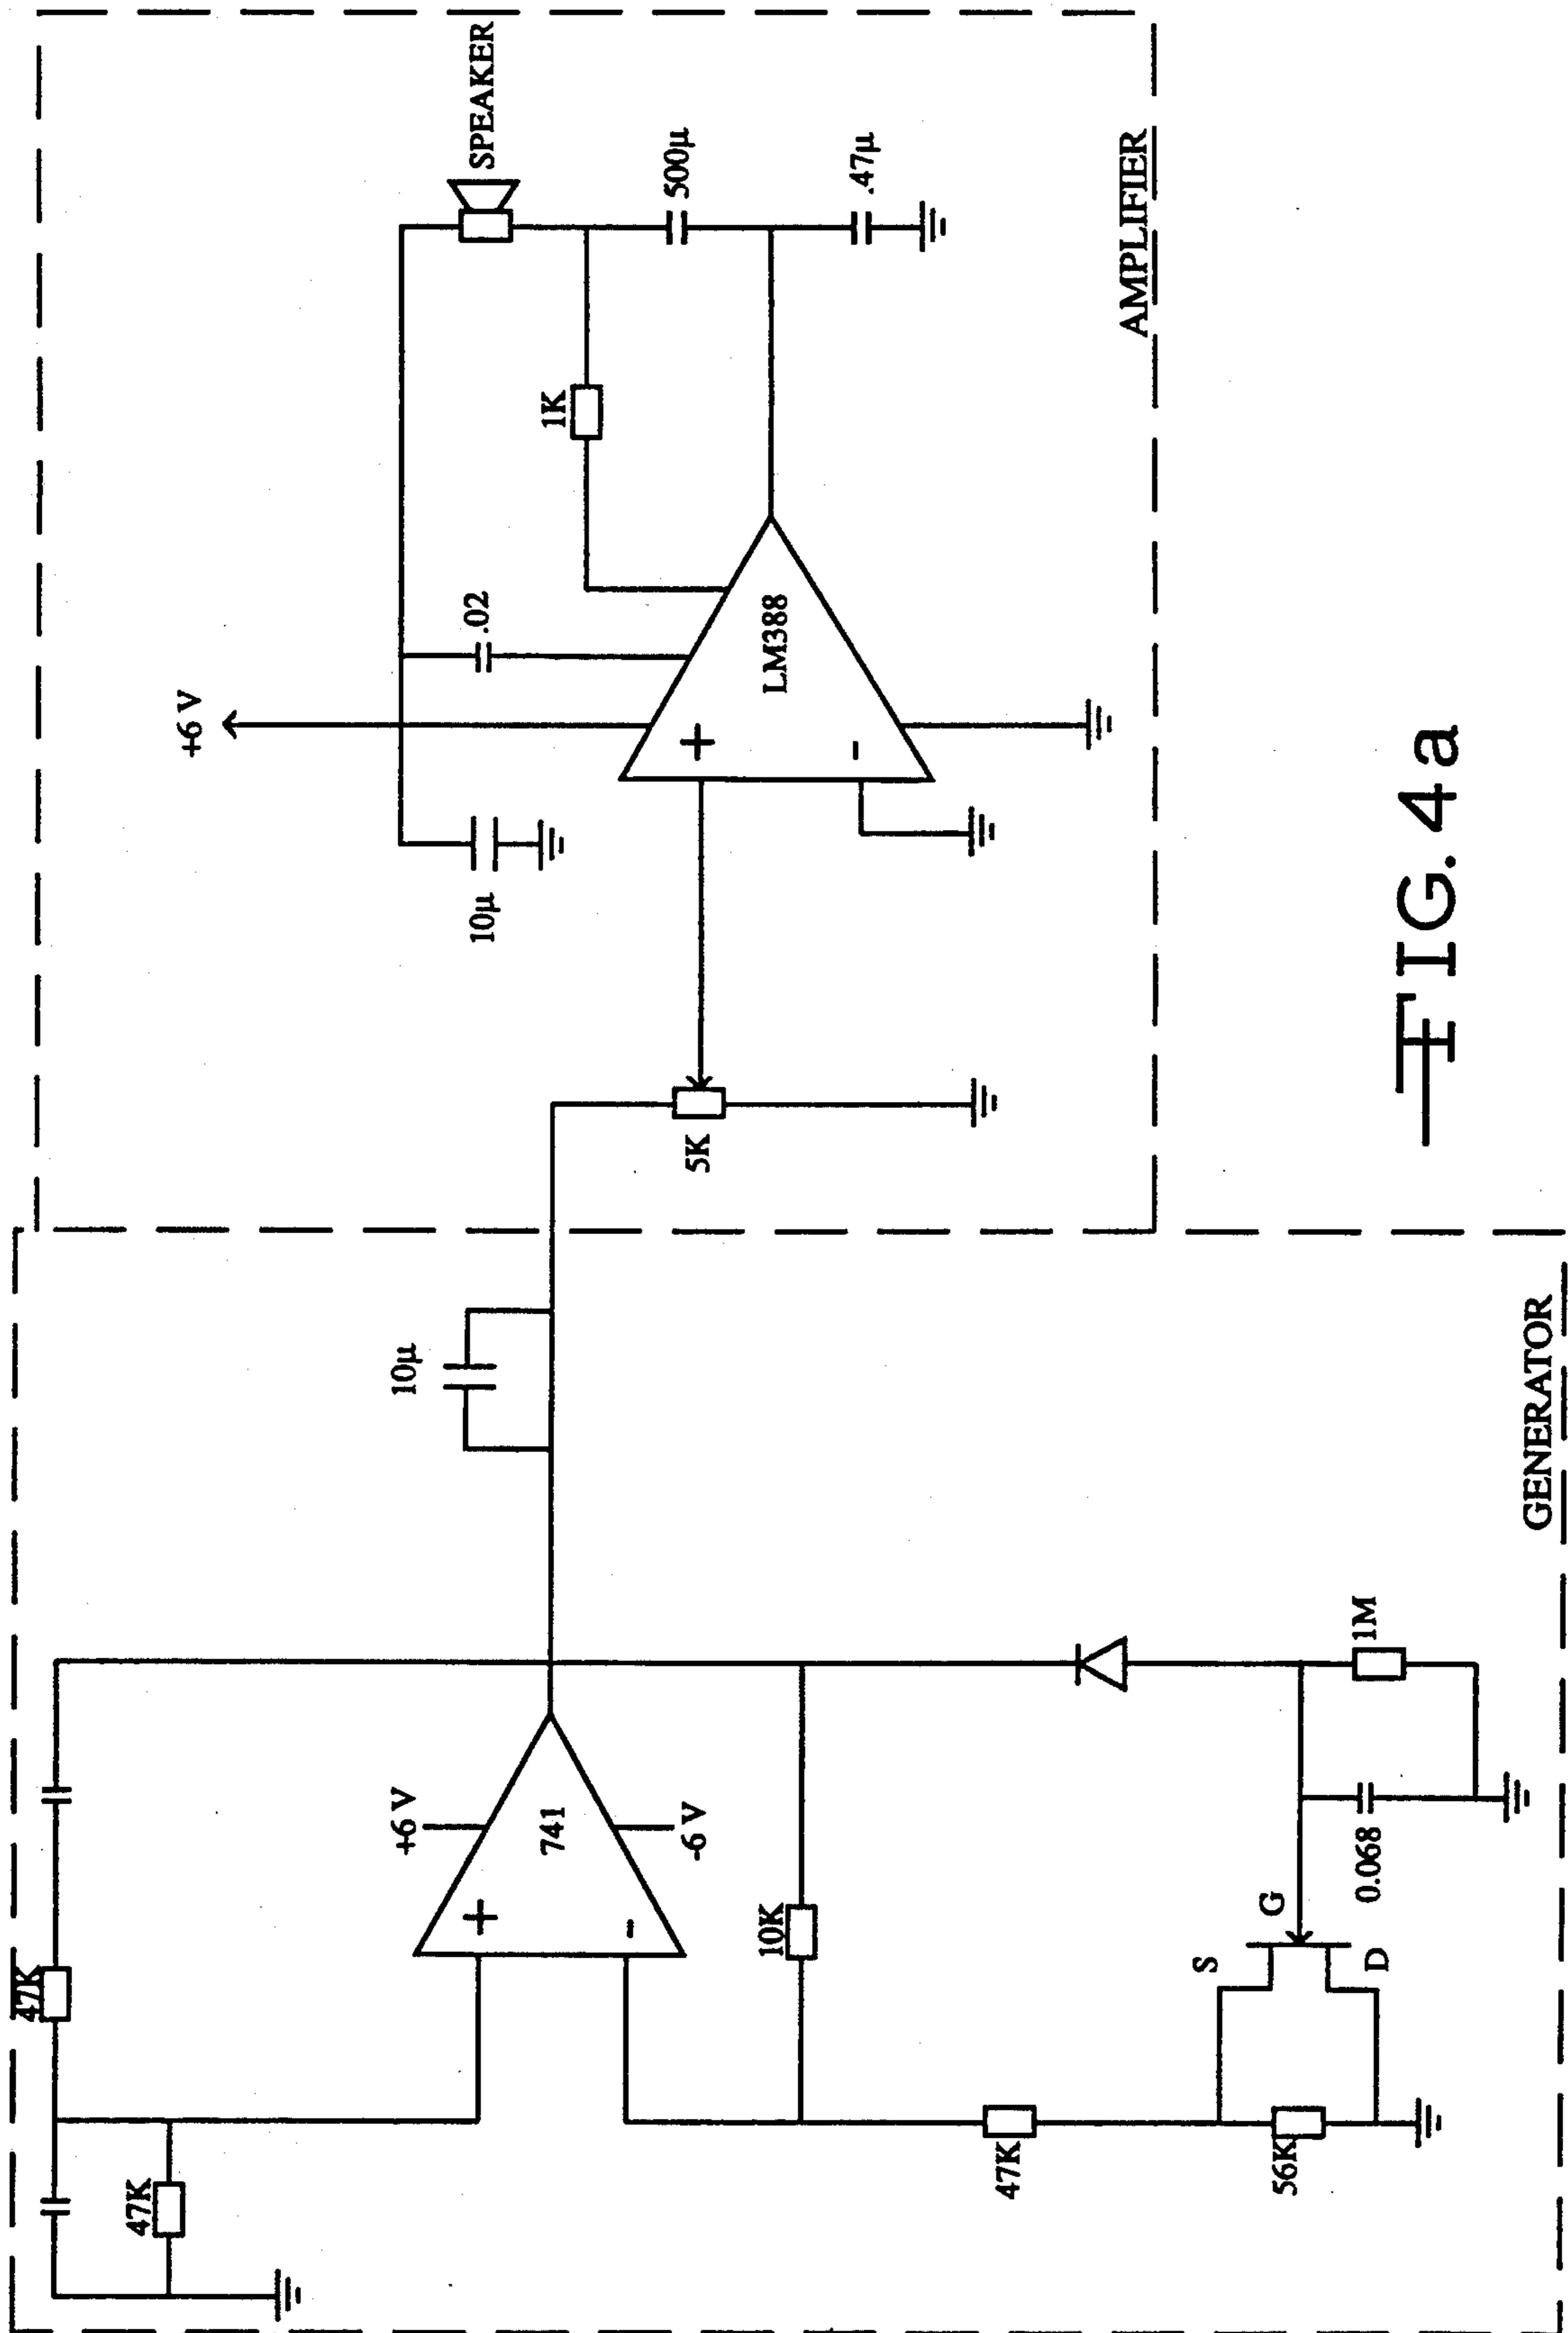 47K
47K
+6 V
+
741
-
-6 V
10K
47K
56K
S
G
D
0.068
1M
10µ
GENERATOR
5K
10µ
+6 V
.02
1K
SPEAKER
500µ
.47µ
+
LM388
-
AMPLIFIER
FIG. 4a